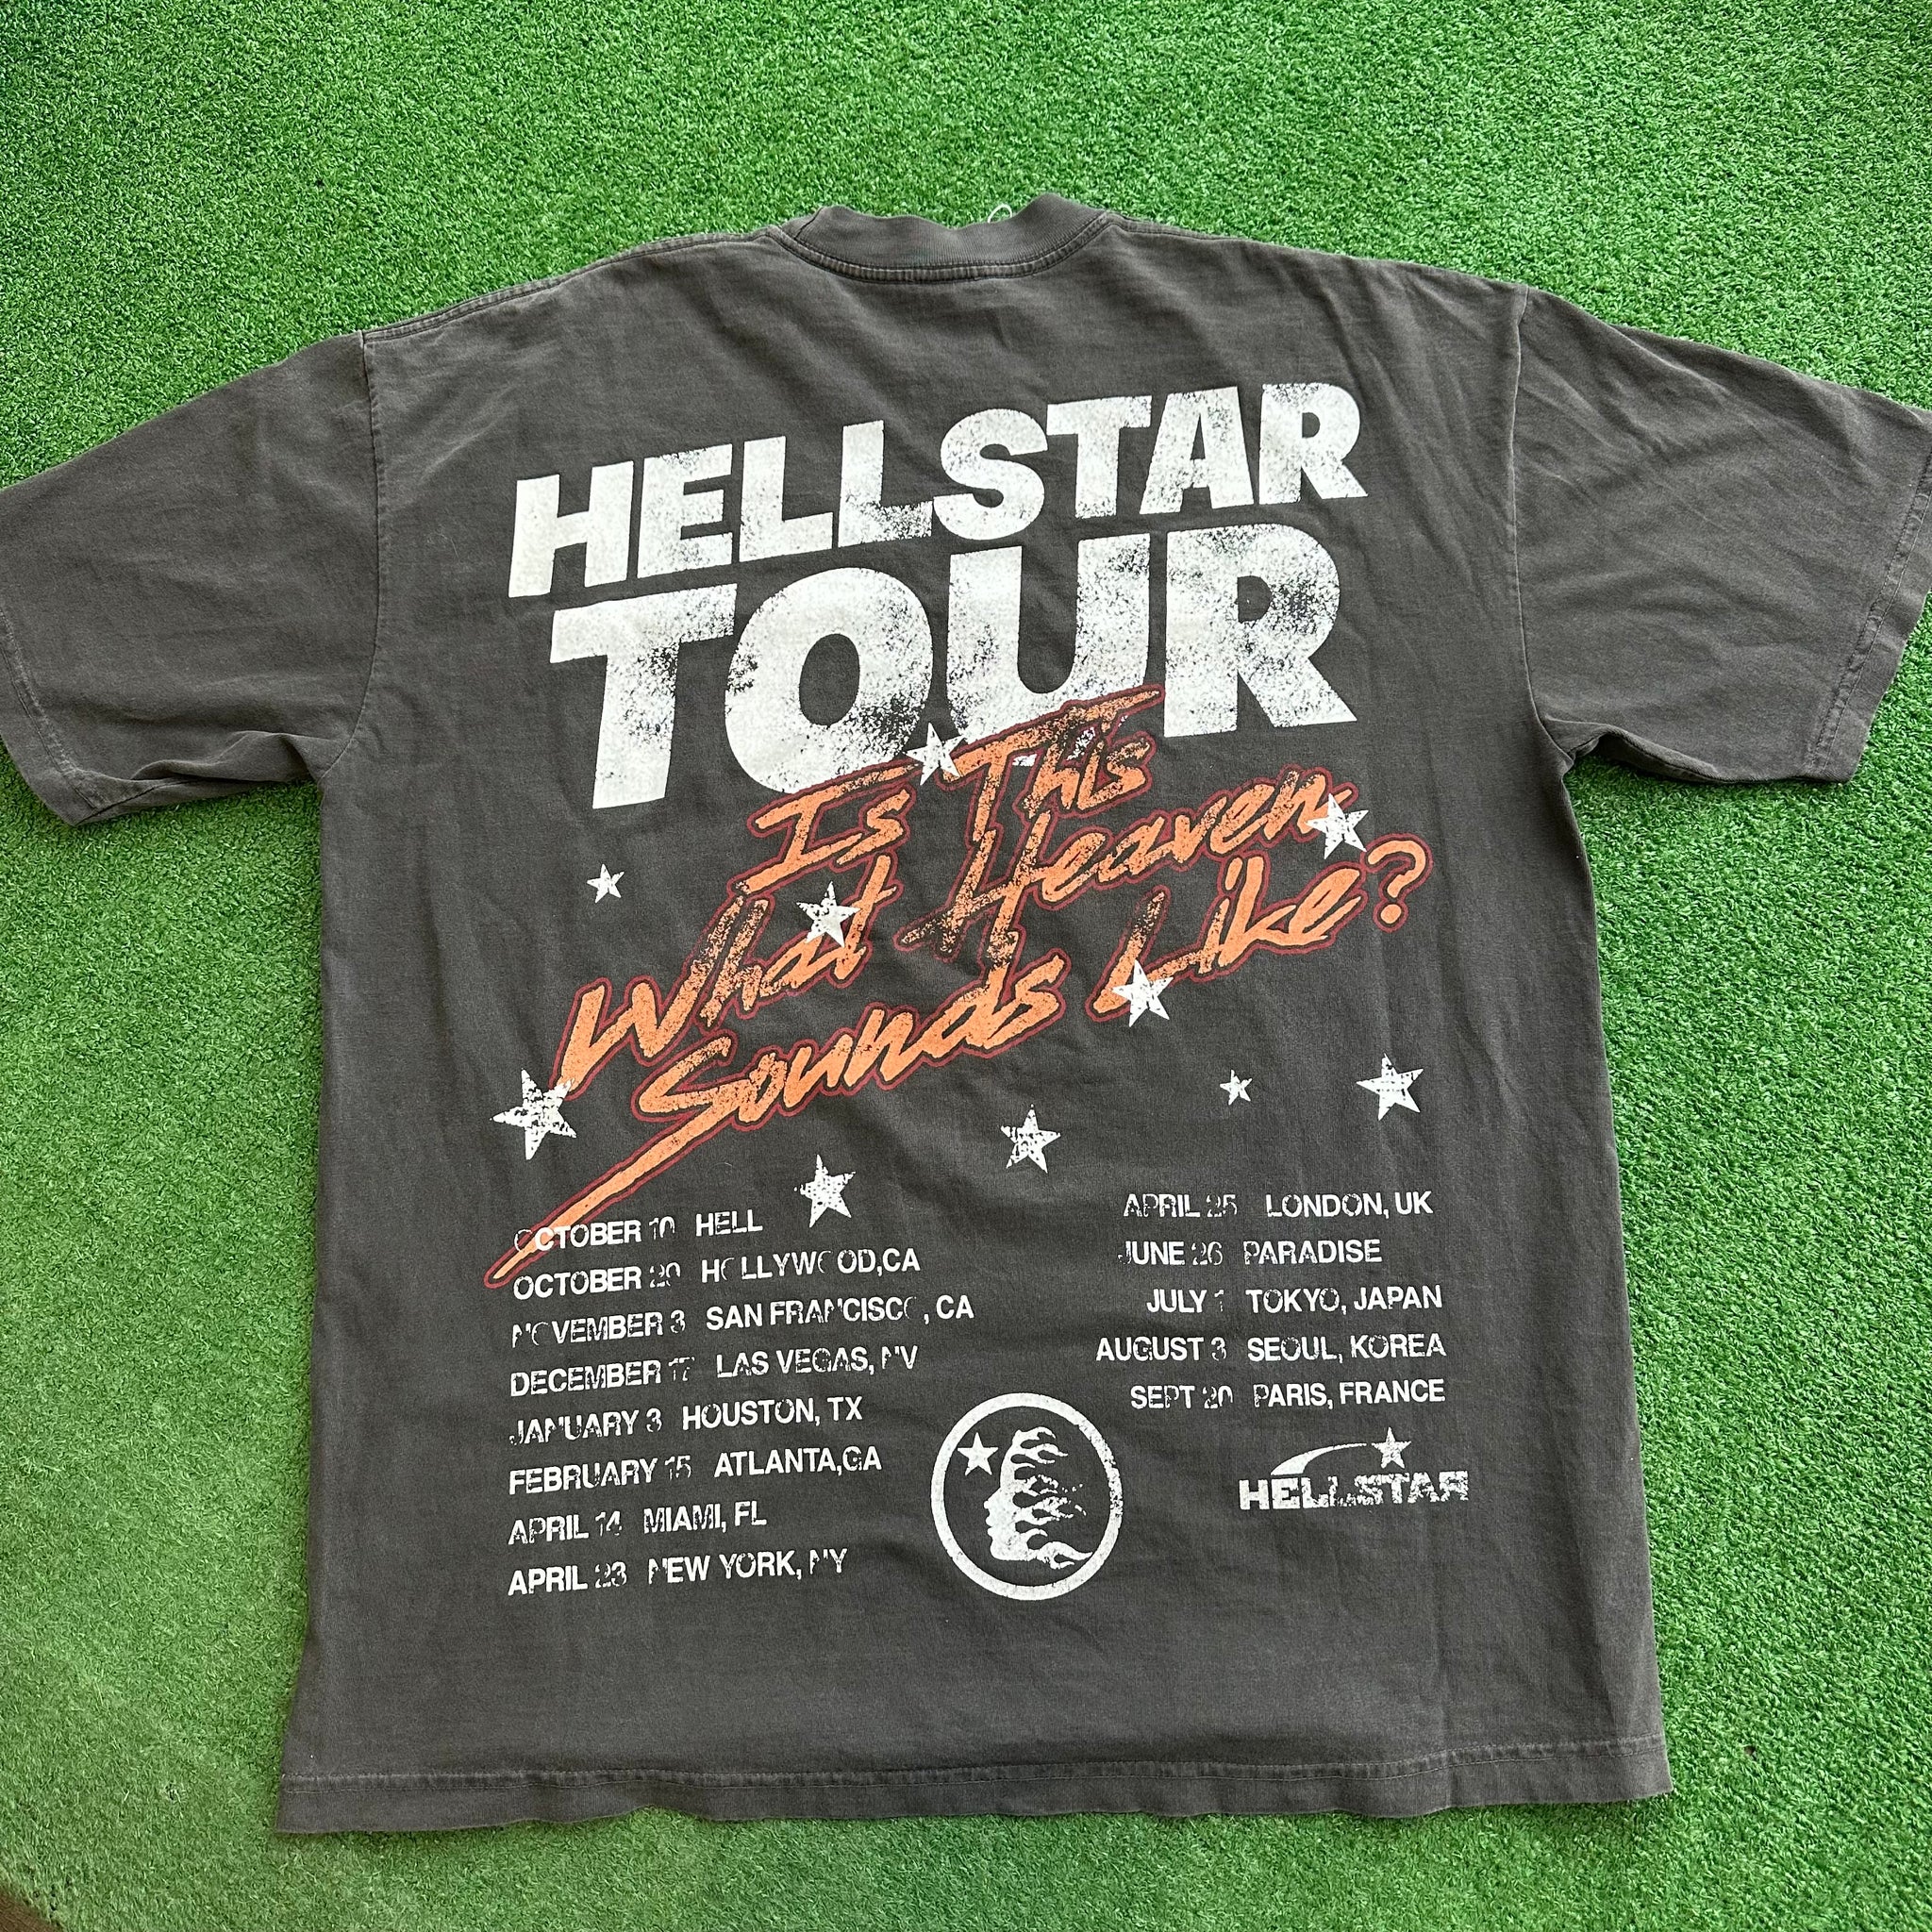 HELLSTAR
TOUR
Is This
What Heaven
Sounds Like?
OCTOBER 10 HELL
OCTOBER 20 HOLLYWOOD,CA
NOVEMBER 3 SAN FRANCISCO, CA
DECEMBER 17 LAS VEGAS, NV
JANUARY 3 HOUSTON, TX
FEBRUARY 15 ATLANTA,GA
APRIL 14 MIAMI, FL
APRIL 23 NEW YORK, NY
APRIL 25 LONDON, UK
JUNE 26 PARADISE
JULY 1 TOKYO, JAPAN
AUGUST 3 SEOUL, KOREA
SEPT 20 PARIS, FRANCE
HELLSTAR